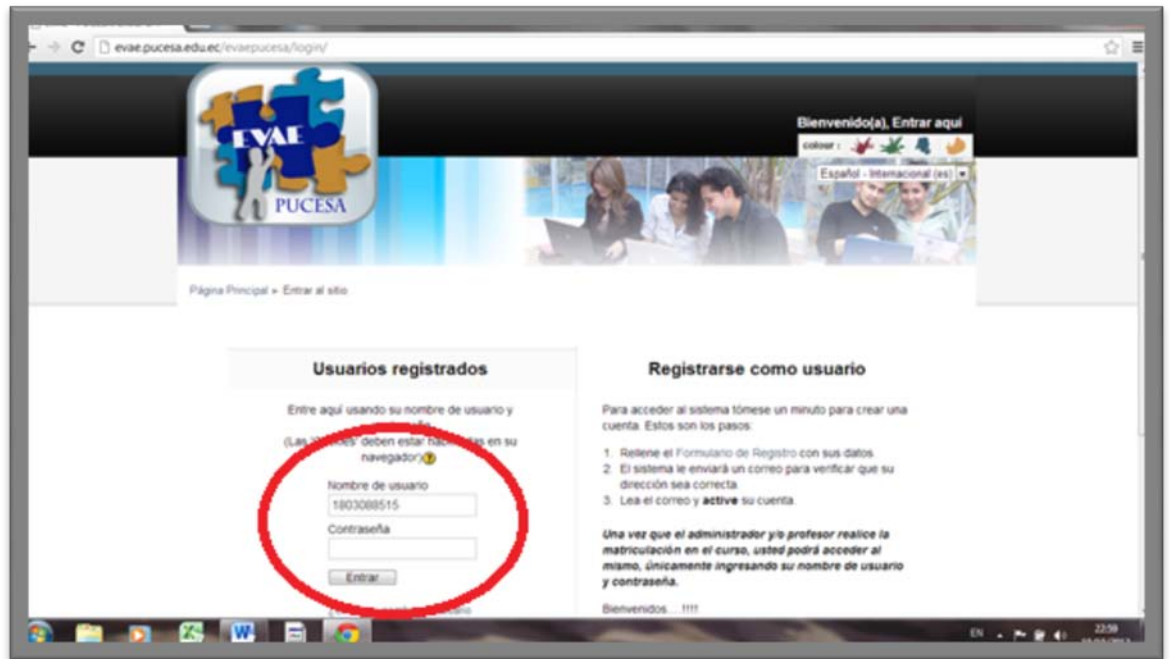 evae.pucesa.edu.ec/evaepucesa/login/
EVAE
PUCESA
Bienvenido(a), Entrar aquí
colour :
Español - Internacional (es)
Página Principal ► Entrar al sitio
Usuarios registrados
Entre aquí usando su nombre de usuario y
(Las deben estar en su
navegador)
Nombre de usuario
1803088515
Contraseña
Entrar
Registrarse como usuario
Para acceder al sistema tómese un minuto para crear una
cuenta. Estos son los pasos:
1. Rellene el Formulario de Registro con sus datos.
2. El sistema le enviará un correo para verificar que su
dirección sea correcta.
3. Lea el correo y active su cuenta.
Una vez que el administrador y/o profesor realice la
matriculación en el curso, usted podrá acceder al
mismo, únicamente ingresando su nombre de usuario
y contraseña.
Bienvenidos... !!!!
EN
22:59